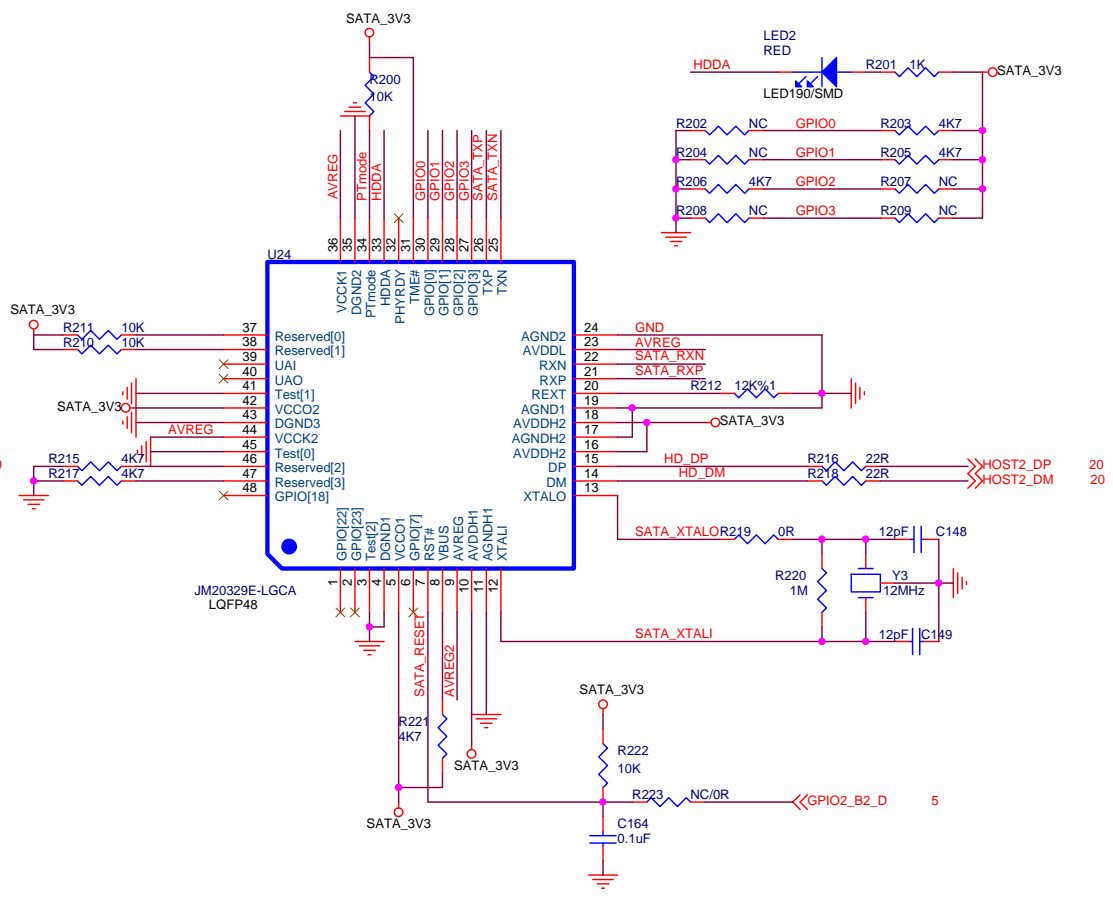 SATA_3V3
R200
10K
AVREG
PTmode
HDDA
GPIO0
GPIO1
GPIO2
GPIO3
SATA_TXP
SATA_TXN
LED2
RED
HDDA
R201 1K
SATA_3V3
LED190/SMD
R202 NC GPIO0 R203 4K7
R204 NC GPIO1 R205 4K7
R206 4K7 GPIO2 R207 NC
R208 NC GPIO3 R209 NC
U24
36 35 34 33 32 31 30 29 28 27 26 25
VCCK1
DGND2
PTmode
HDDA
PHYRDY
TME#
GPIO[0]
GPIO[1]
GPIO[2]
GPIO[3]
TXP
TXN
SATA_3V3
R211 10K
R210 10K
37 Reserved[0]
38 Reserved[1]
39 UAI
40 UAO
41 Test[1]
SATA_3V3 42 VCCO2
43 DGND3
AVREG 44 VCCK2
45 Test[0]
R215 4K7 46 Reserved[2]
R217 4K7 47 Reserved[3]
48 GPIO[18]
AGND2 24 GND
AVDDL 23 AVREG
RXN 22 SATA_RXN
RXP 21 SATA_RXP
REXT 20 R212 12K%1
AGND1 19
AVDDH2 18 SATA_3V3
AGNDH2 17
AVDDH2 16
DP 15 HD_DP R216 22R HOST2_DP 20
DM 14 HD_DM R218 22R HOST2_DM 20
XTALO 13
GPIO[22]
GPIO[23]
Test[2]
DGND1
VCCO1
GPIO[7]
RST#
VBUS
AVREG
AVDDH1
AGNDH1
XTALI
1 2 3 4 5 6 7 8 9 10 11 12
JM20329E-LGCA
LQFP48
SATA_XTALO R219 0R
12pF C148
R220
1M
Y3
12MHz
SATA_XTALI
12pF C149
SATA_RESET
AVREG2
R221
4K7
SATA_3V3
SATA_3V3
SATA_3V3
R222
10K
R223 NC/0R GPIO2_B2_D 5
C164
0.1uF